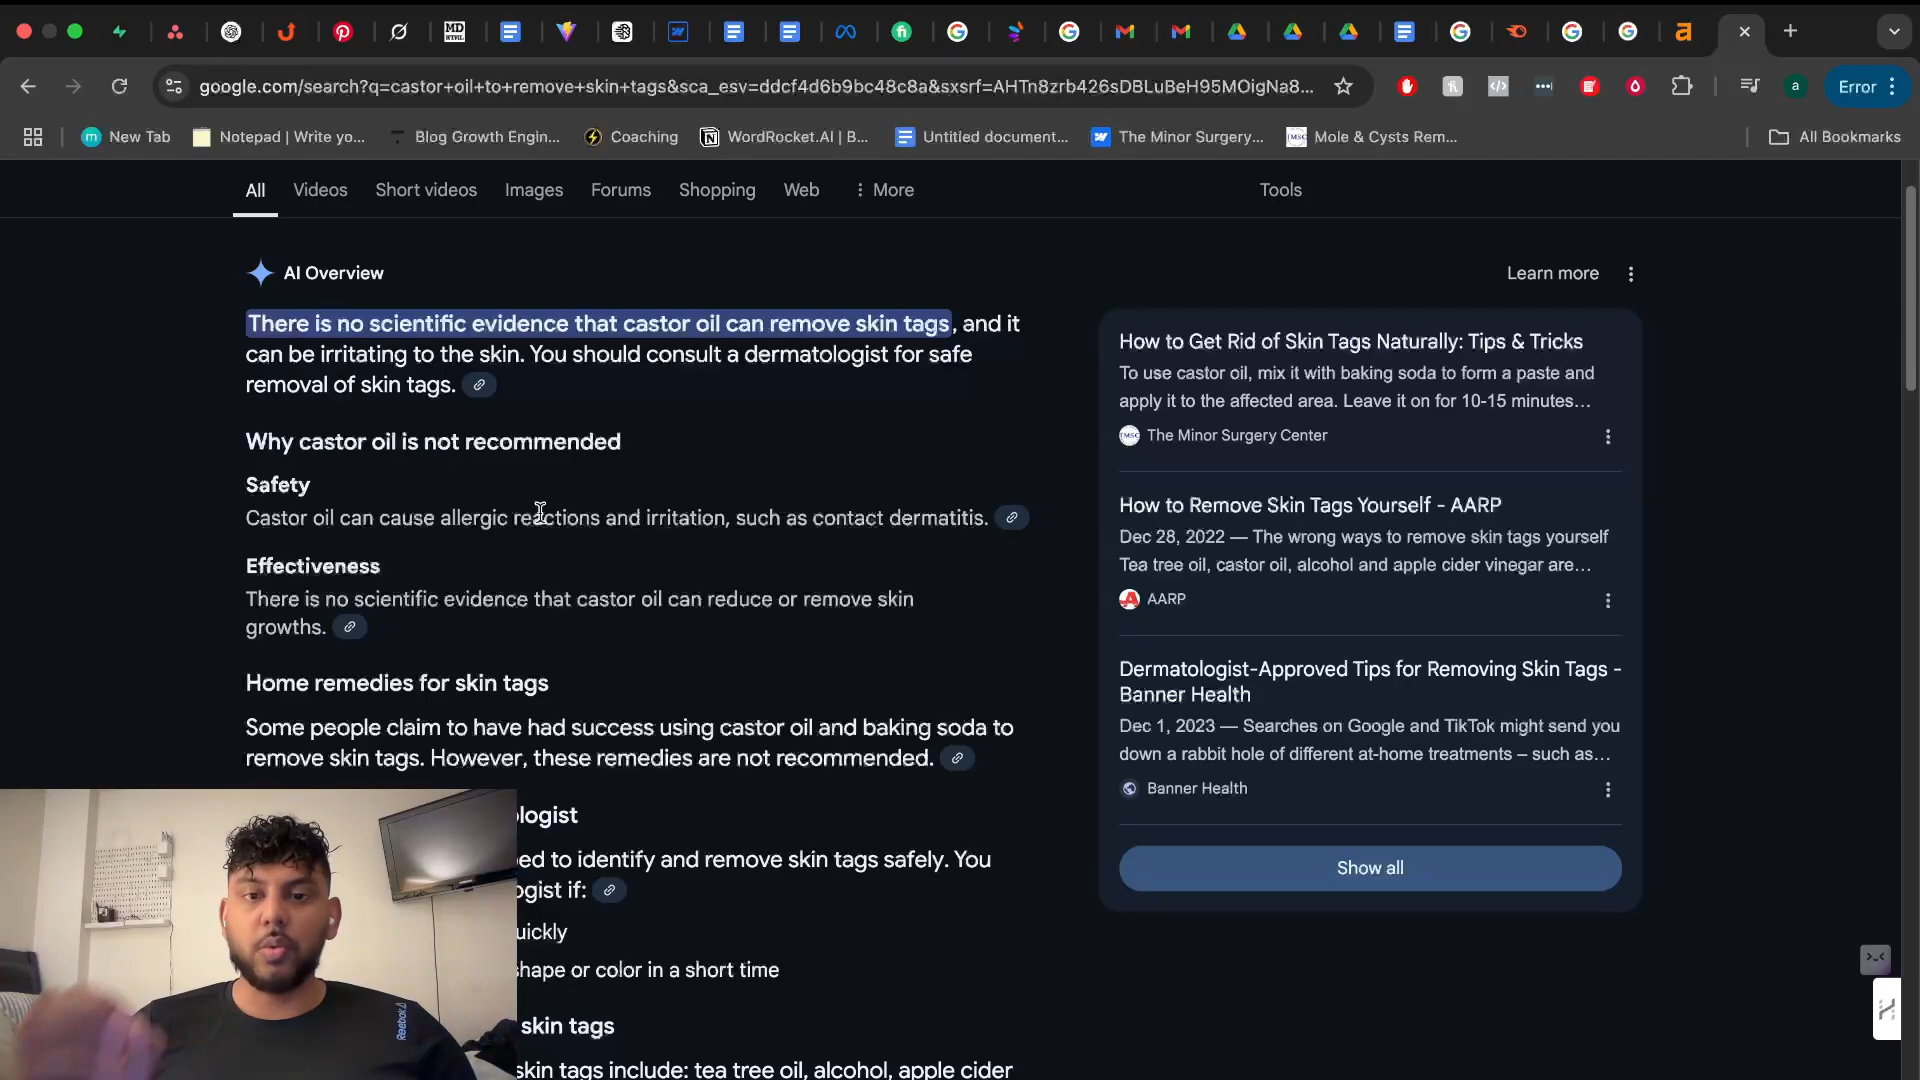 google.com/search?q=castor+oil+to+remove+skin+tags&sca_esv=ddcf4d6b9bc48c8a&sxsrf=AHTn8zrb426sDBLuBeH95MOigNa8...
Error
New Tab
Notepad | Write yo...
Blog Growth Engin...
Coaching
WordRocket.AI | B...
Untitled document...
The Minor Surgery...
Mole & Cysts Rem...
All Bookmarks
All
Videos
Short videos
Images
Forums
Shopping
Web
More
Tools
AI Overview
Learn more
There is no scientific evidence that castor oil can remove skin tags, and it
can be irritating to the skin. You should consult a dermatologist for safe
removal of skin tags.
Why castor oil is not recommended
Safety
Castor oil can cause allergic reactions and irritation, such as contact dermatitis.
Effectiveness
There is no scientific evidence that castor oil can reduce or remove skin
growths.
Home remedies for skin tags
Some people claim to have had success using castor oil and baking soda to
remove skin tags. However, these remedies are not recommended.
ologist
ed to identify and remove skin tags safely. You
ogist if:
uickly
shape or color in a short time
skin tags
skin tags include: tea tree oil, alcohol, apple cider
How to Get Rid of Skin Tags Naturally: Tips & Tricks
To use castor oil, mix it with baking soda to form a paste and
apply it to the affected area. Leave it on for 10-15 minutes...
TMSC
The Minor Surgery Center
How to Remove Skin Tags Yourself - AARP
Dec 28, 2022 — The wrong ways to remove skin tags yourself
Tea tree oil, castor oil, alcohol and apple cider vinegar are...
AARP
Dermatologist-Approved Tips for Removing Skin Tags -
Banner Health
Dec 1, 2023 — Searches on Google and TikTok might send you
down a rabbit hole of different at-home treatments – such as...
Banner Health
Show all
Reebok